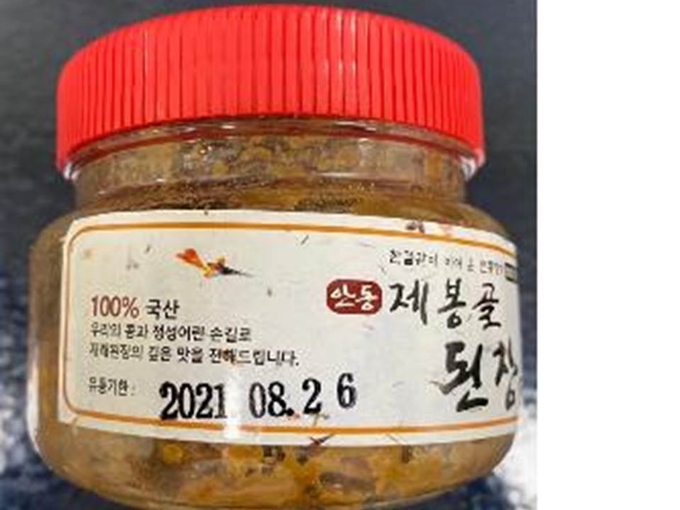 안동 제봉골
된장
100% 국산
우리의 콩과 정성어린 손길로
재래된장의 깊은 맛을 전해드립니다.
유통기한 : 2021 08. 2 6